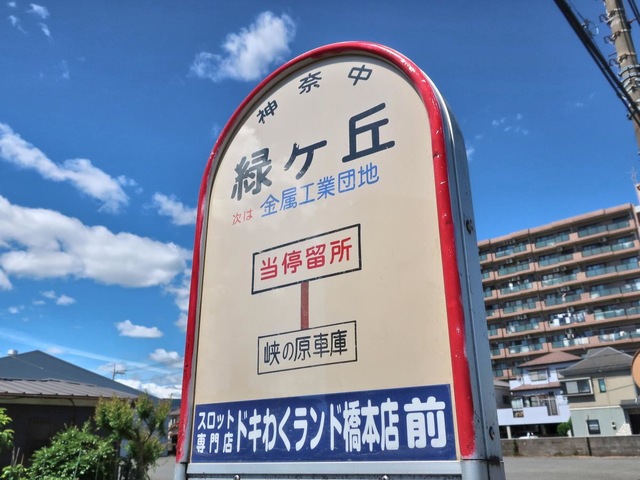 神奈中
緑ヶ丘
次は 金属工業団地
当停留所
峡の原車庫
スロット
専門店
ドキわくランド橋本店前